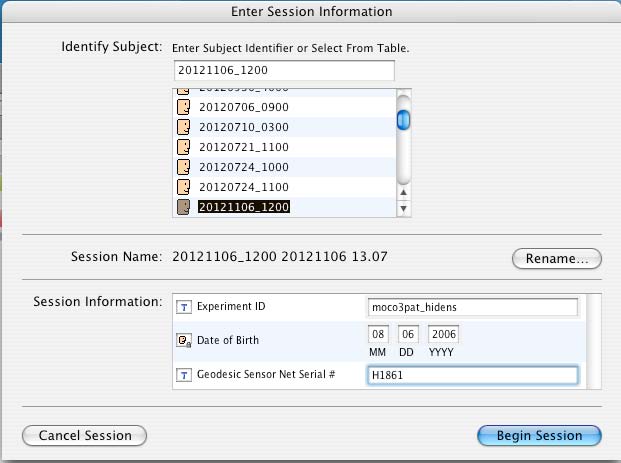 Enter Session Information
Identify Subject: Enter Subject Identifier or Select From Table.
20121106_1200
20120706_0900
20120710_0300
20120721_1100
20120724_1000
20120724_1100
20121106_1200
Session Name: 20121106_1200 20121106 13.07 Rename...
Session Information: T Experiment ID moco3pat_hidens
Date of Birth 08 06 2006
MM DD YYYY
T Geodesic Sensor Net Serial # H1861
Cancel Session Begin Session